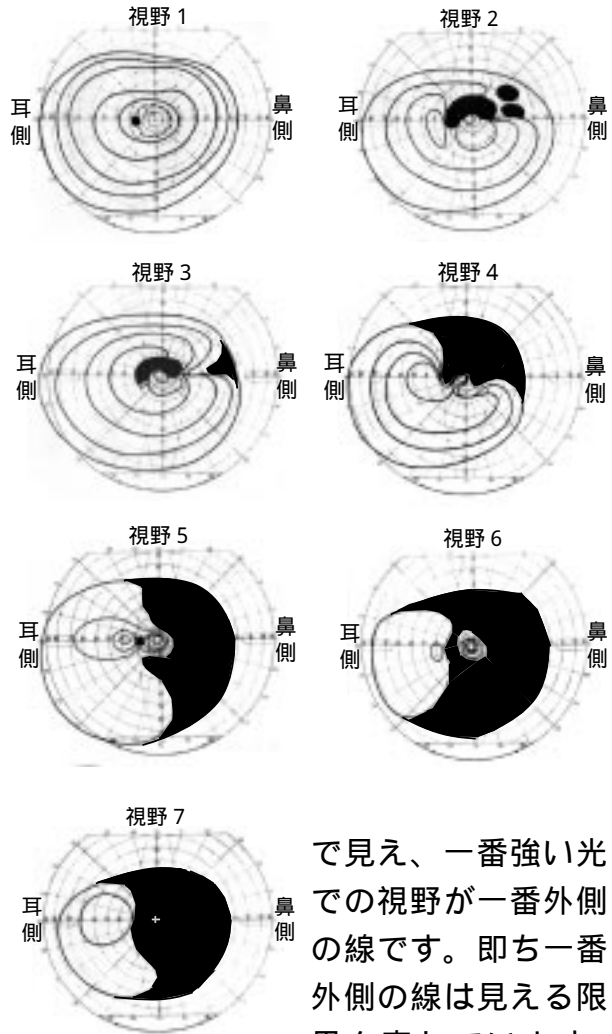 視野1
視野2
耳側
鼻側
耳側
鼻側
視野3
視野4
耳側
鼻側
耳側
鼻側
視野5
視野6
耳側
鼻側
耳側
鼻側
視野7
耳側
鼻側
で見え、一番強い光
での視野が一番外側
の線です。即ち一番
外側の線は見える限